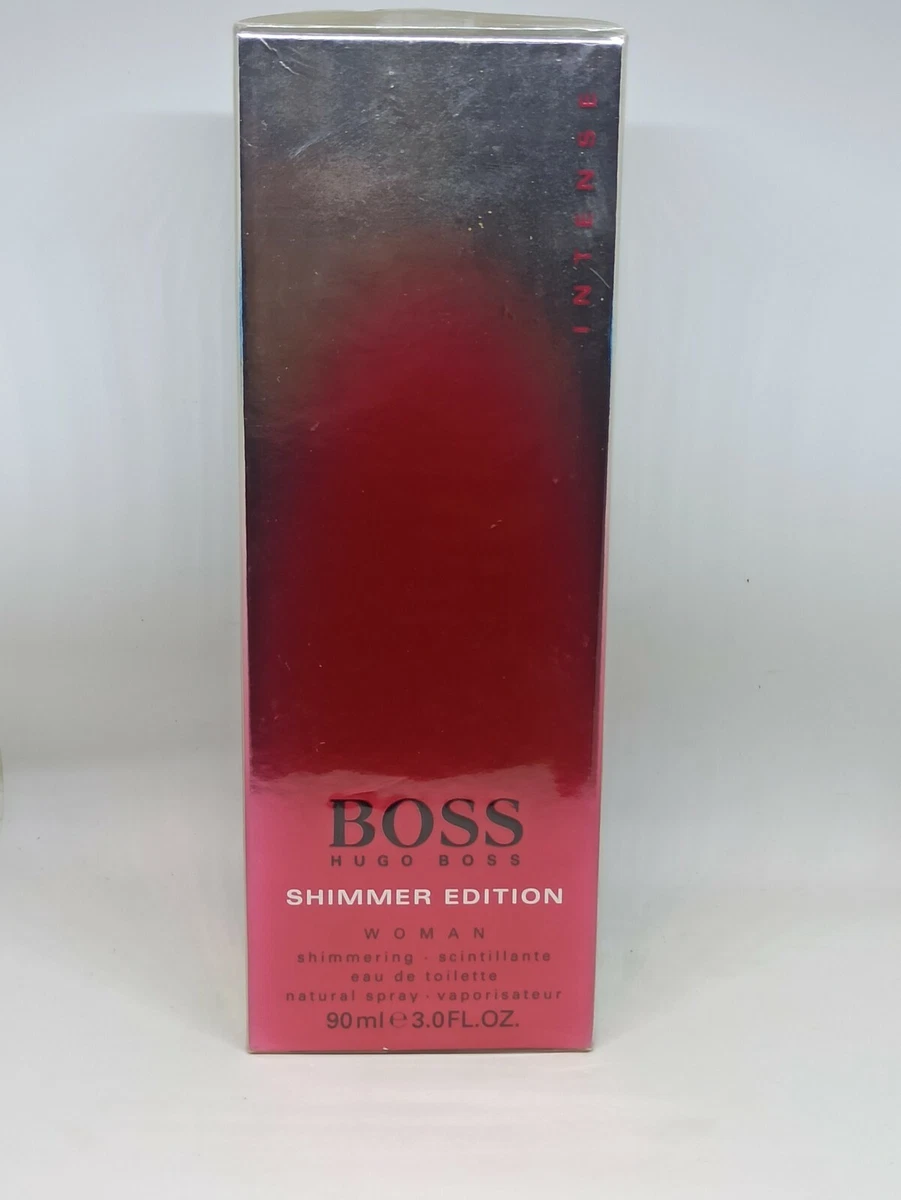 INTENSE
BOSS
HUGO BOSS
SHIMMER EDITION
WOMAN
shimmering · scintillante
eau de toilette
natural spray · vaporisateur
90ml℮3.0FL.OZ.